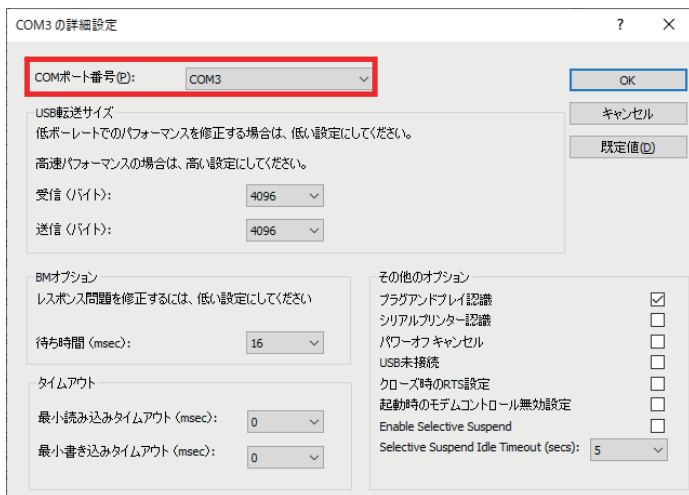 COM3 の詳細設定
COMポート番号(P): COM3
OK
キャンセル
既定値(D)
USB転送サイズ
低ボーレートでのパフォーマンスを修正する場合は、低い設定にしてください。
高速パフォーマンスの場合は、高い設定にしてください。
受信 (バイト): 4096
送信 (バイト): 4096
BMオプション
レスポンス問題を修正するには、低い設定にしてください
待ち時間 (msec): 16
タイムアウト
最小読み込みタイムアウト (msec): 0
最小書き込みタイムアウト (msec): 0
その他のオプション
プラグアンドプレイ認識
シリアルプリンター認識
パワーオフ キャンセル
USB未接続
クローズ時のRTS設定
起動時のモデムコントロール無効設定
Enable Selective Suspend
Selective Suspend Idle Timeout (secs): 5